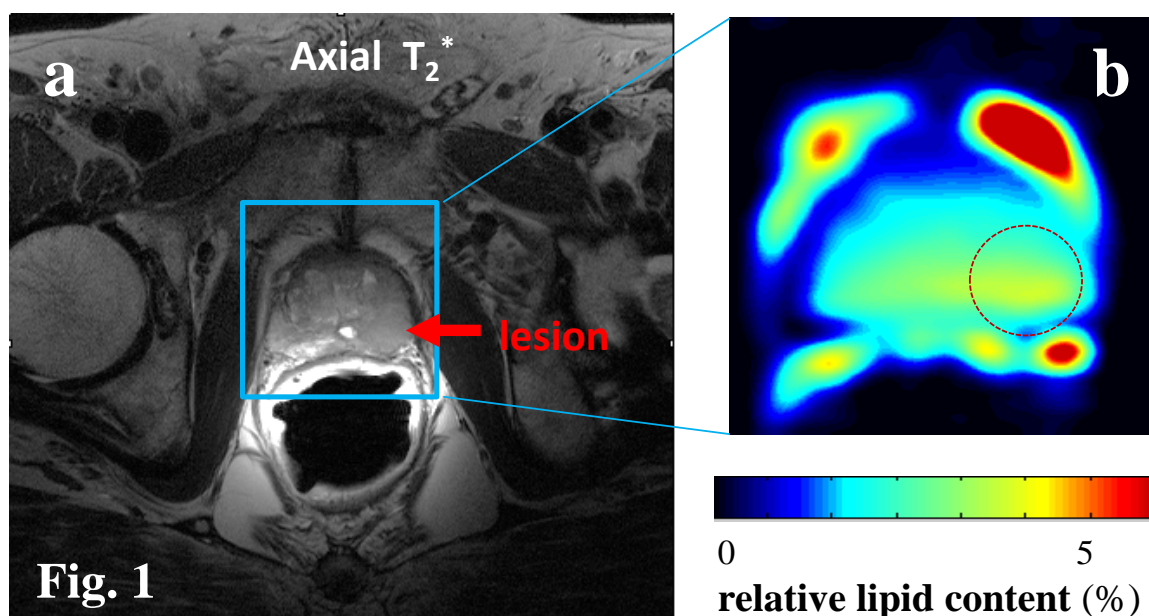 a
Axial T₂*
b
lesion
Fig. 1
0 5
relative lipid content (%)